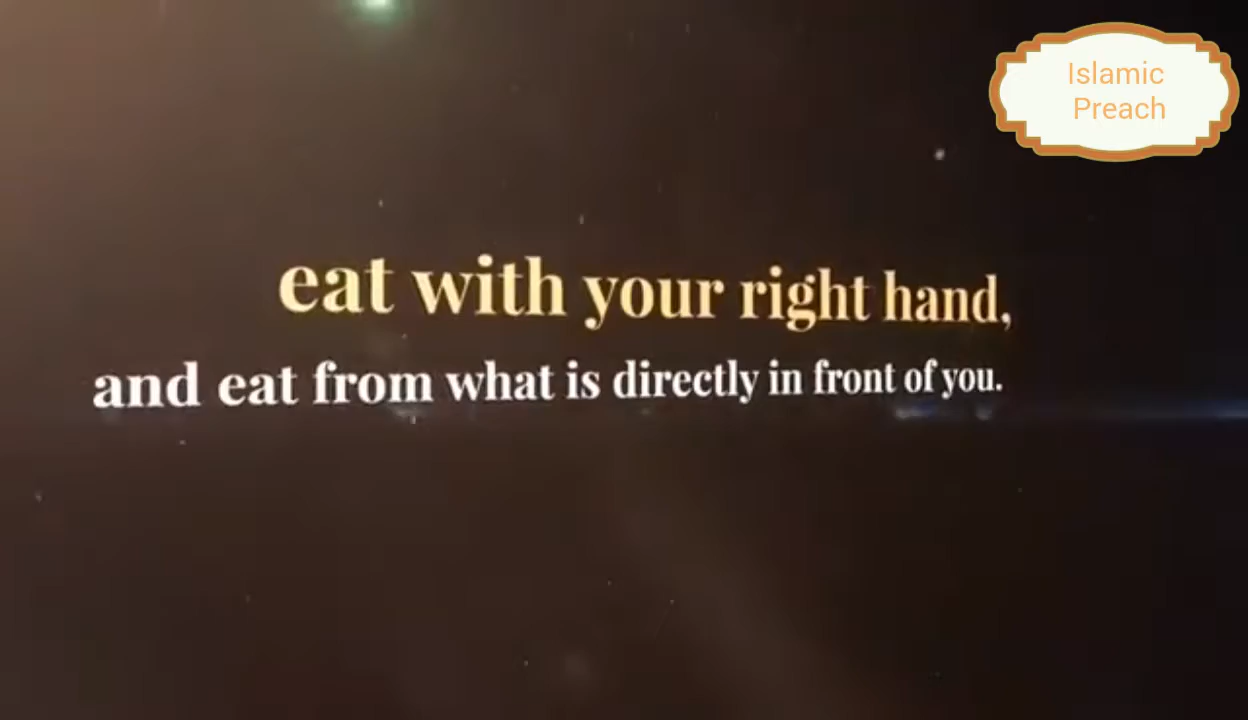 Islamic
Preach
eat with your right hand,
and eat from what is directly in front of you.